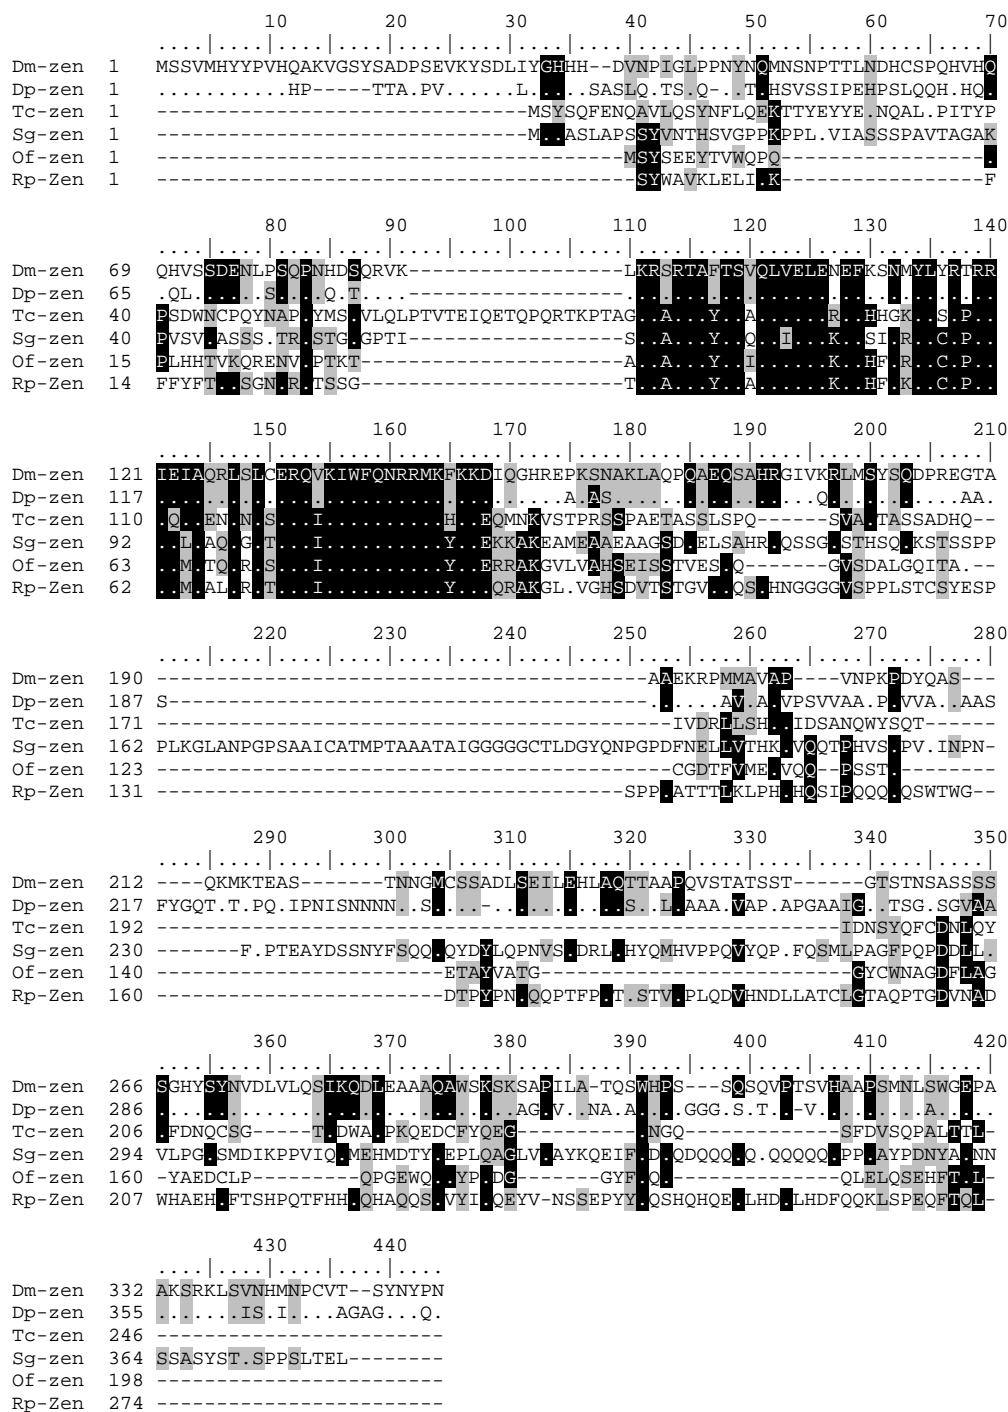 10 20 30 40 50 60 70
....|....|....|....|....|....|....|....|....|....|....|....|....|....|
Dm-zen 1 MSSVMHYYPVHQAKVGSYSADPSEVKYSDLIYGHHH--DVNPIGLPPNYNQMNSNPTTLNDHCSPQHVHQ
Dp-zen 1 ...........HP.....TTA.PV......L......SASLQ.TS.Q--.T.HSVSSIPEHPSLQQH.HQ.
Tc-zen 1 -------------------------------MSYSQFENQAVLQSYNFLQEKTTYEYYE.NQAL.PITYP
Sg-zen 1 -------------------------------M..ASLAPSSYVNTHSVGPPKPPL.VIASSSPAVTAGAK
Of-zen 1 ---------------------------------------MSYSEEYTVWQPQ-----------------.
Rp-Zen 1 ----------------------------------------SYWAVKLELI.K-----------------F
80 90 100 110 120 130 140
....|....|....|....|....|....|....|....|....|....|....|....|....|....|
Dm-zen 69 QHVSSDENLPSQPNHDSQRVK------------------LKRSRTAFTSVQLVELENEFKSNMYLYRTRR
Dp-zen 65 .QL......S....Q.T....------------------...............................
Tc-zen 40 PSDWNCPQYNAP.YMS.VLQLPTVTEIQETQPQRTKPTAG...A...Y..A......R..HHGK..S.P..
Sg-zen 40 PVSV.ASSS.TR.STG.GPTI------------------S...A...Y..Q..I...K..SI.R..C.P..
Of-zen 15 PLHHTVKQRENV.PTKT----------------------A...A...Y..I......K..HF.R..C.P..
Rp-Zen 14 FFYFT..SGN.R.TSSG----------------------T...A...Y..A......K..HF.K..C.P..
150 160 170 180 190 200 210
....|....|....|....|....|....|....|....|....|....|....|....|....|....|
Dm-zen 121 IEIAQRLSLCERQVKIWFQNRRMKFKKDIQGHREPKSNAKLAQPQAEQSAHRGIVKRLMSYSQDPREGTA
Dp-zen 117 ..................................A.AS.................Q...........AA.
Tc-zen 110 .Q..EN.N.S...I..........H..EQMNKVSTPRSSPAETASSLSPQ------SVA.TASSADHQ--
Sg-zen 92 ..L.AQ.G.T...I..........Y..EKKAKEAMEAAEAAGSD.ELSAHR.QSSG.STHSQ.KSTSSPP
Of-zen 63 ..M.TQ.R.S...I..........Y..ERRAKGVLVAHSEISSTVES.Q-------GVSDALGQITA.--
Rp-Zen 62 ..M.AL.R.T...I..........Y..QRAKGL.VGHSDVTSTGV..QS.HNGGGGVSPPLSTCSYESP
220 230 240 250 260 270 280
....|....|....|....|....|....|....|....|....|....|....|....|....|....|
Dm-zen 190 -----------------------------------------AAEKRPMMAVAP----VNPKPDYQAS---
Dp-zen 187 S----------------------------------------......AV.A.VPSVVAA.P.VVA..AAS
Tc-zen 171 -------------------------------------------IVDRLLSH..IDSANQWYSQT------
Sg-zen 162 PLKGLANPGPSAAICATMPTAAATAIGGGGGCTLDGYQNPGPDFNELLVTHK.VQQTPHVS.PV.INPN-
Of-zen 123 -------------------------------------------CGDTFVME.VQQ--PSST.--------
Rp-Zen 131 ---------------------------------------SPP.ATTTLKLPH.HQSIPQQQQ.QSWTWG--
290 300 310 320 330 340 350
....|....|....|....|....|....|....|....|....|....|....|....|....|....|
Dm-zen 212 ----QKMKTEAS-------TNNGMCSSADLSEILEHLAQTTAAPQVSTATSST------GTSTNSASSSS
Dp-zen 217 FYGQT.T.PQ.IPNISNNNN..S....-..........S..L.AAA.VAP.APGAAIG..TSG.SGVAA
Tc-zen 192 ---------------------------------------------------------IDNSYQFCDNLQY
Sg-zen 230 -------F.PTEAYDSSNYFSQQ.QYDYLQPNVS.DRL.HYQMHVPPQVYQP.FQSMLPAGFPQPDDLL.
Of-zen 140 ------------------------ETAYVATG--------------------------GYCWNAGDFLAG
Rp-Zen 160 ------------------------DTPYPN.QQPTFP.T.STV.PLQDVHNDLLATCLGTAQPTGDVNAD
360 370 380 390 400 410 420
....|....|....|....|....|....|....|....|....|....|....|....|....|....|
Dm-zen 266 SGHYSYNVDLVLQSIKQDLEAAAQAWSKSKSAPILA-TQSWHPS---SQSQVPTSVHAAPSMNLSWGEPA
Dp-zen 286 ..............................AG..V..NA.A...GGG.S.T..-V.........A.....
Tc-zen 206 .FDNQCSG-----T.DWA.PKQEDCFYQEG----------.NGQ-------------SFDVSQPALTTL-
Sg-zen 294 VLPG.SMDIKPPVIQ.MEHMDTY.EPLQAGLV.AYKQEIF.D.QDQQQ.Q.QQQQQ.PP.AYPDNYA.NN
Of-zen 160 -YAEDCLP---------QPGEWQ..YP.DG-------GYF.Q.-------------QLELQSEHFT.L-
Rp-Zen 207 WHAEH.FTSHPQTFHH.QHAQQS.VYI.QEYV-NSSEPYY.QSHQHQE.LHD.LHDFQQKLSPEQFTQL-
430 440
....|....|....|....|....
Dm-zen 332 AKSRKLSVNHMNPCVT--SYNYPN
Dp-zen 355 .......IS.I....AGAG...Q.
Tc-zen 246 ------------------------
Sg-zen 364 SSASYST.SPPSLTEL--------
Of-zen 198 ------------------------
Rp-Zen 274 ------------------------